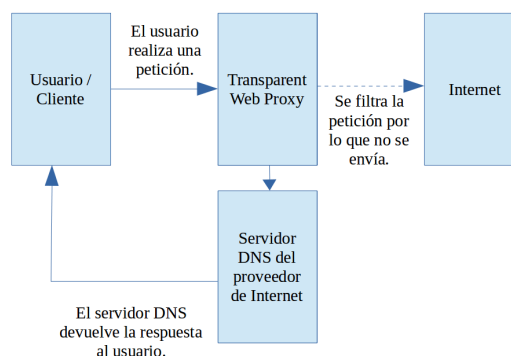 El usuario
realiza una
petición.
Usuario /
Cliente
Transparent
Web Proxy
Internet
Se filtra la
petición por
lo que no se
envía.
Servidor
DNS del
proveedor
de Internet
El servidor DNS
devuelve la respuesta
al usuario.